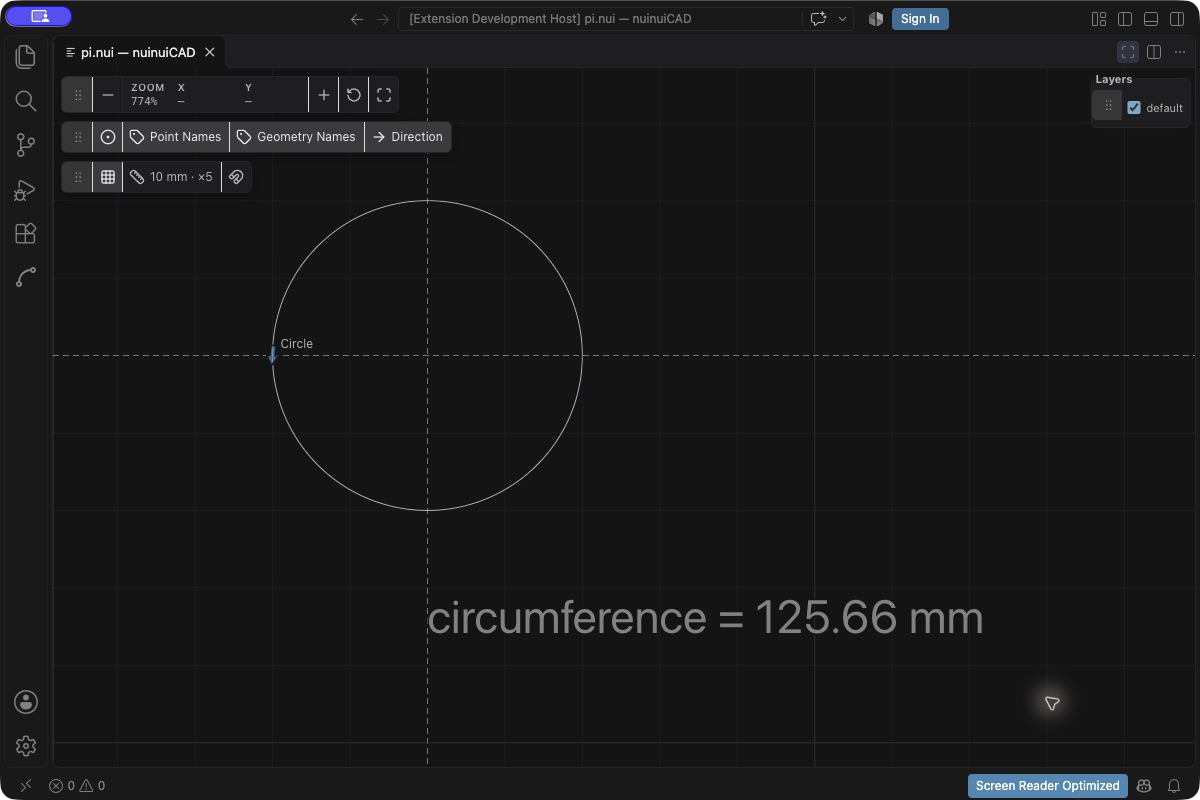 [Extension Development Host] pi.nui — nuinuiCAD
Sign In
pi.nui — nuinuiCAD
ZOOM X Y
774% – –
Layers
default
Point Names Geometry Names Direction
10 mm · ×5
Circle
circumference = 125.66 mm
0 0
Screen Reader Optimized